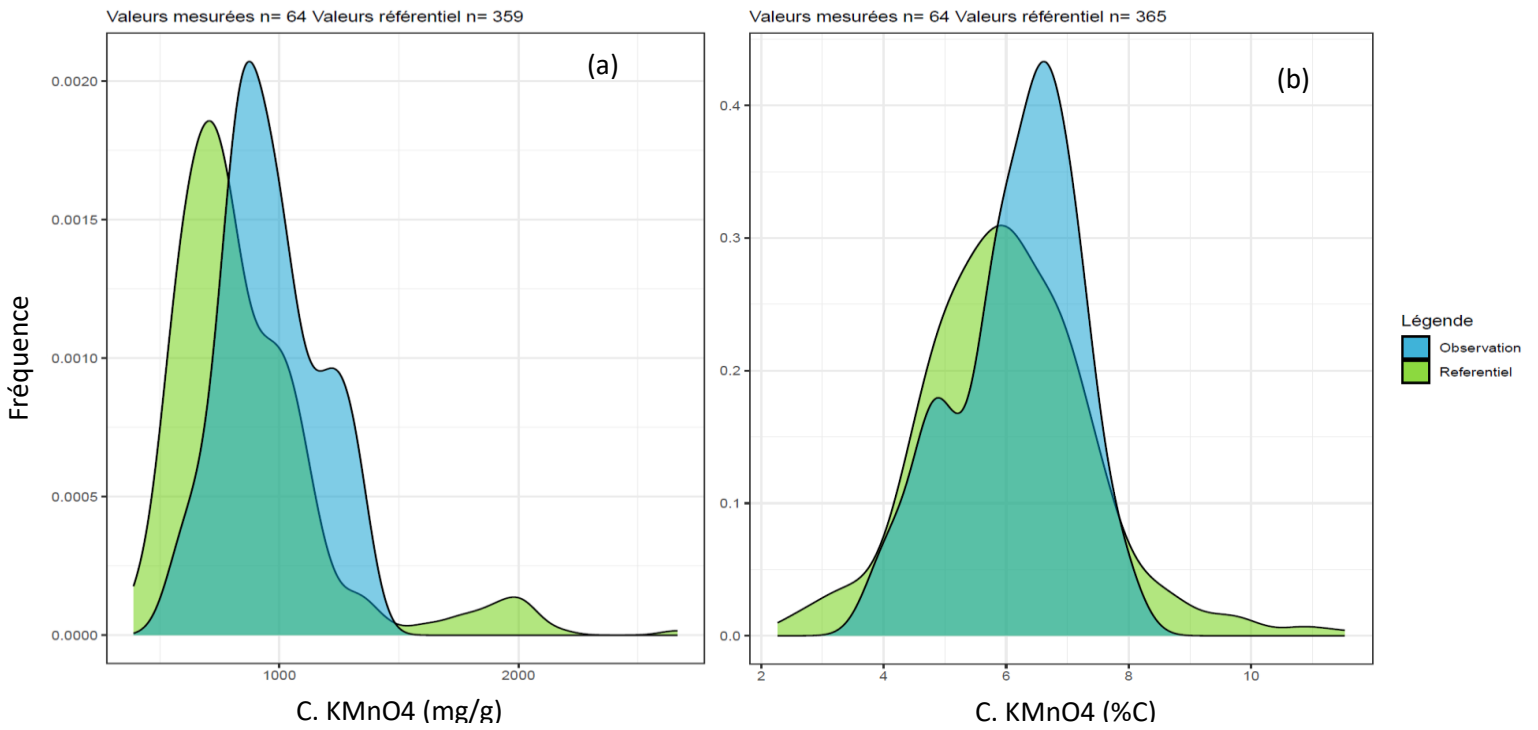 Valeurs mesurées n= 64 Valeurs référentiel n= 359
(a)
0.0020
0.0015
0.0010
0.0005
0.0000
Fréquence
1000 2000
C. KMnO4 (mg/g)
Valeurs mesurées n= 64 Valeurs référentiel n= 365
(b)
0.4
0.3
0.2
0.1
0.0
2 4 6 8 10
C. KMnO4 (%C)
Légende
Observation
Referentiel